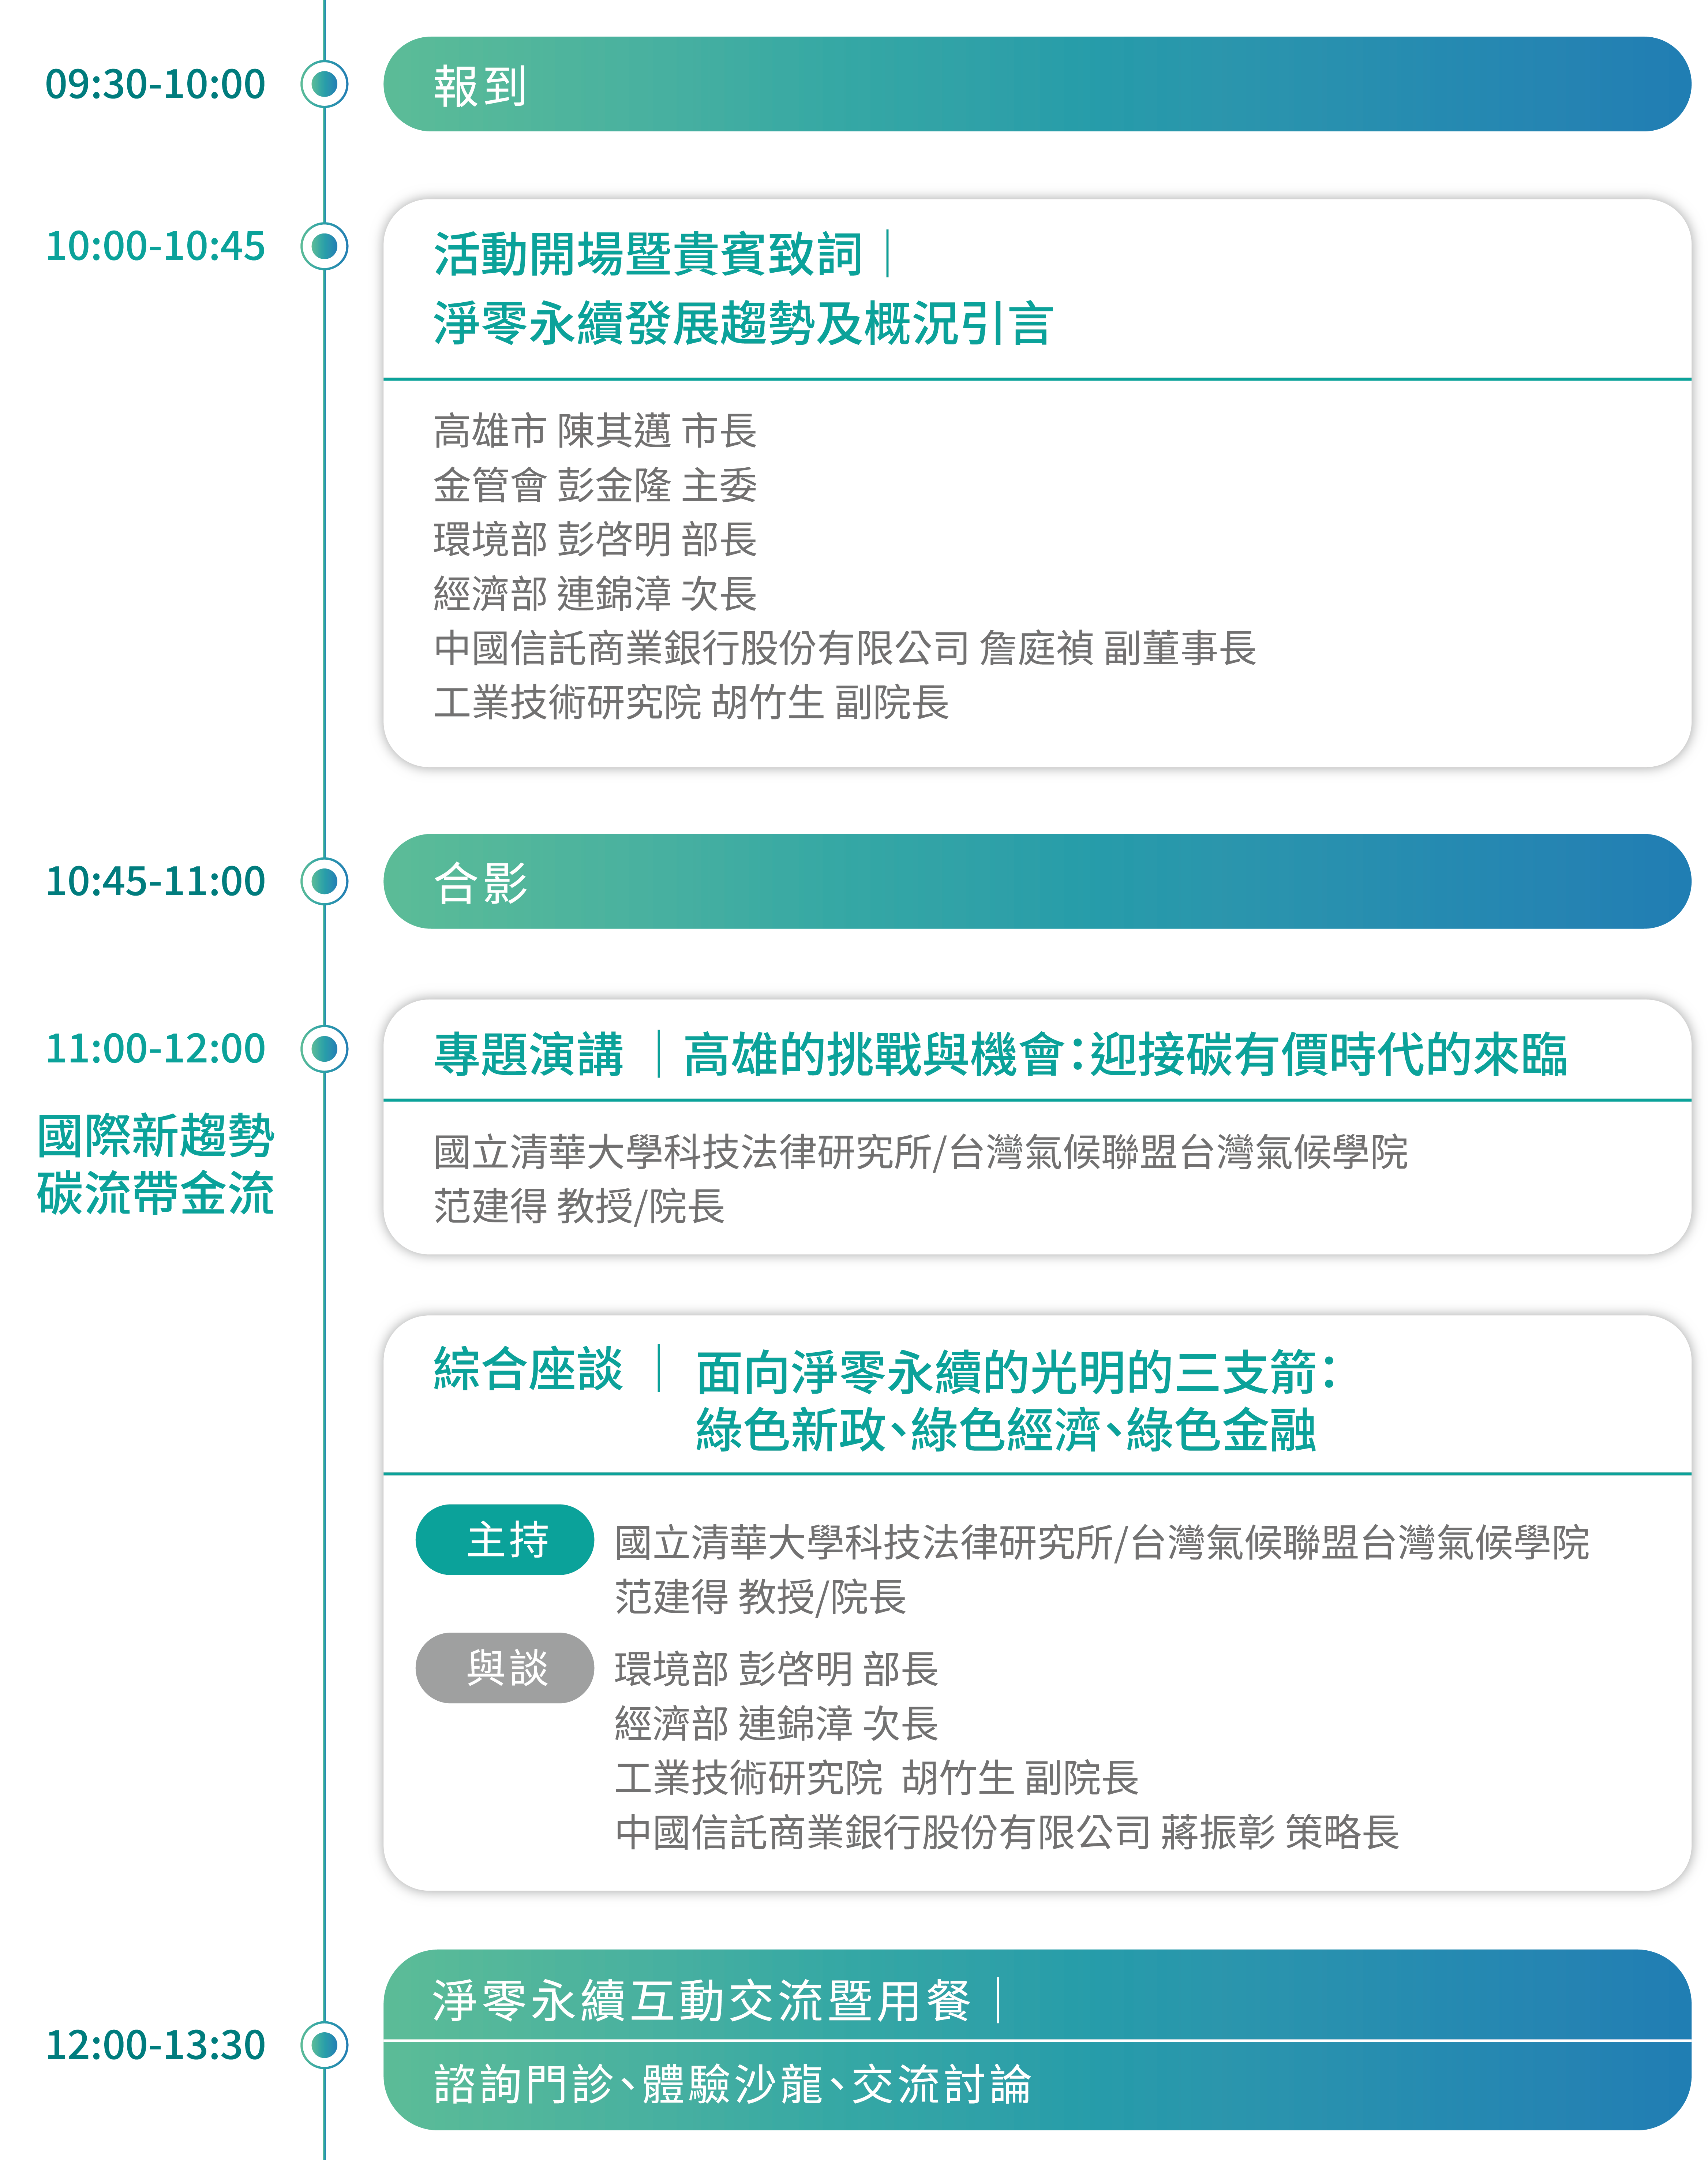 09:30-10:00
報到
10:00-10:45
活動開場暨貴賓致詞｜
淨零永續發展趨勢及概況引言
高雄市 陳其邁 市長
金管會 彭金隆 主委
環境部 彭啓明 部長
經濟部 連錦漳 次長
中國信託商業銀行股份有限公司 詹庭禎 副董事長
工業技術研究院 胡竹生 副院長
10:45-11:00
合影
11:00-12:00
國際新趨勢
碳流帶金流
專題演講｜高雄的挑戰與機會：迎接碳有價時代的來臨
國立清華大學科技法律研究所/台灣氣候聯盟台灣氣候學院
范建得 教授/院長
綜合座談｜面向淨零永續的光明的三支箭：
綠色新政、綠色經濟、綠色金融
主持
國立清華大學科技法律研究所/台灣氣候聯盟台灣氣候學院
范建得 教授/院長
與談
環境部 彭啓明 部長
經濟部 連錦漳 次長
工業技術研究院 胡竹生 副院長
中國信託商業銀行股份有限公司 蔣振彰 策略長
12:00-13:30
淨零永續互動交流暨用餐｜
諮詢門診、體驗沙龍、交流討論